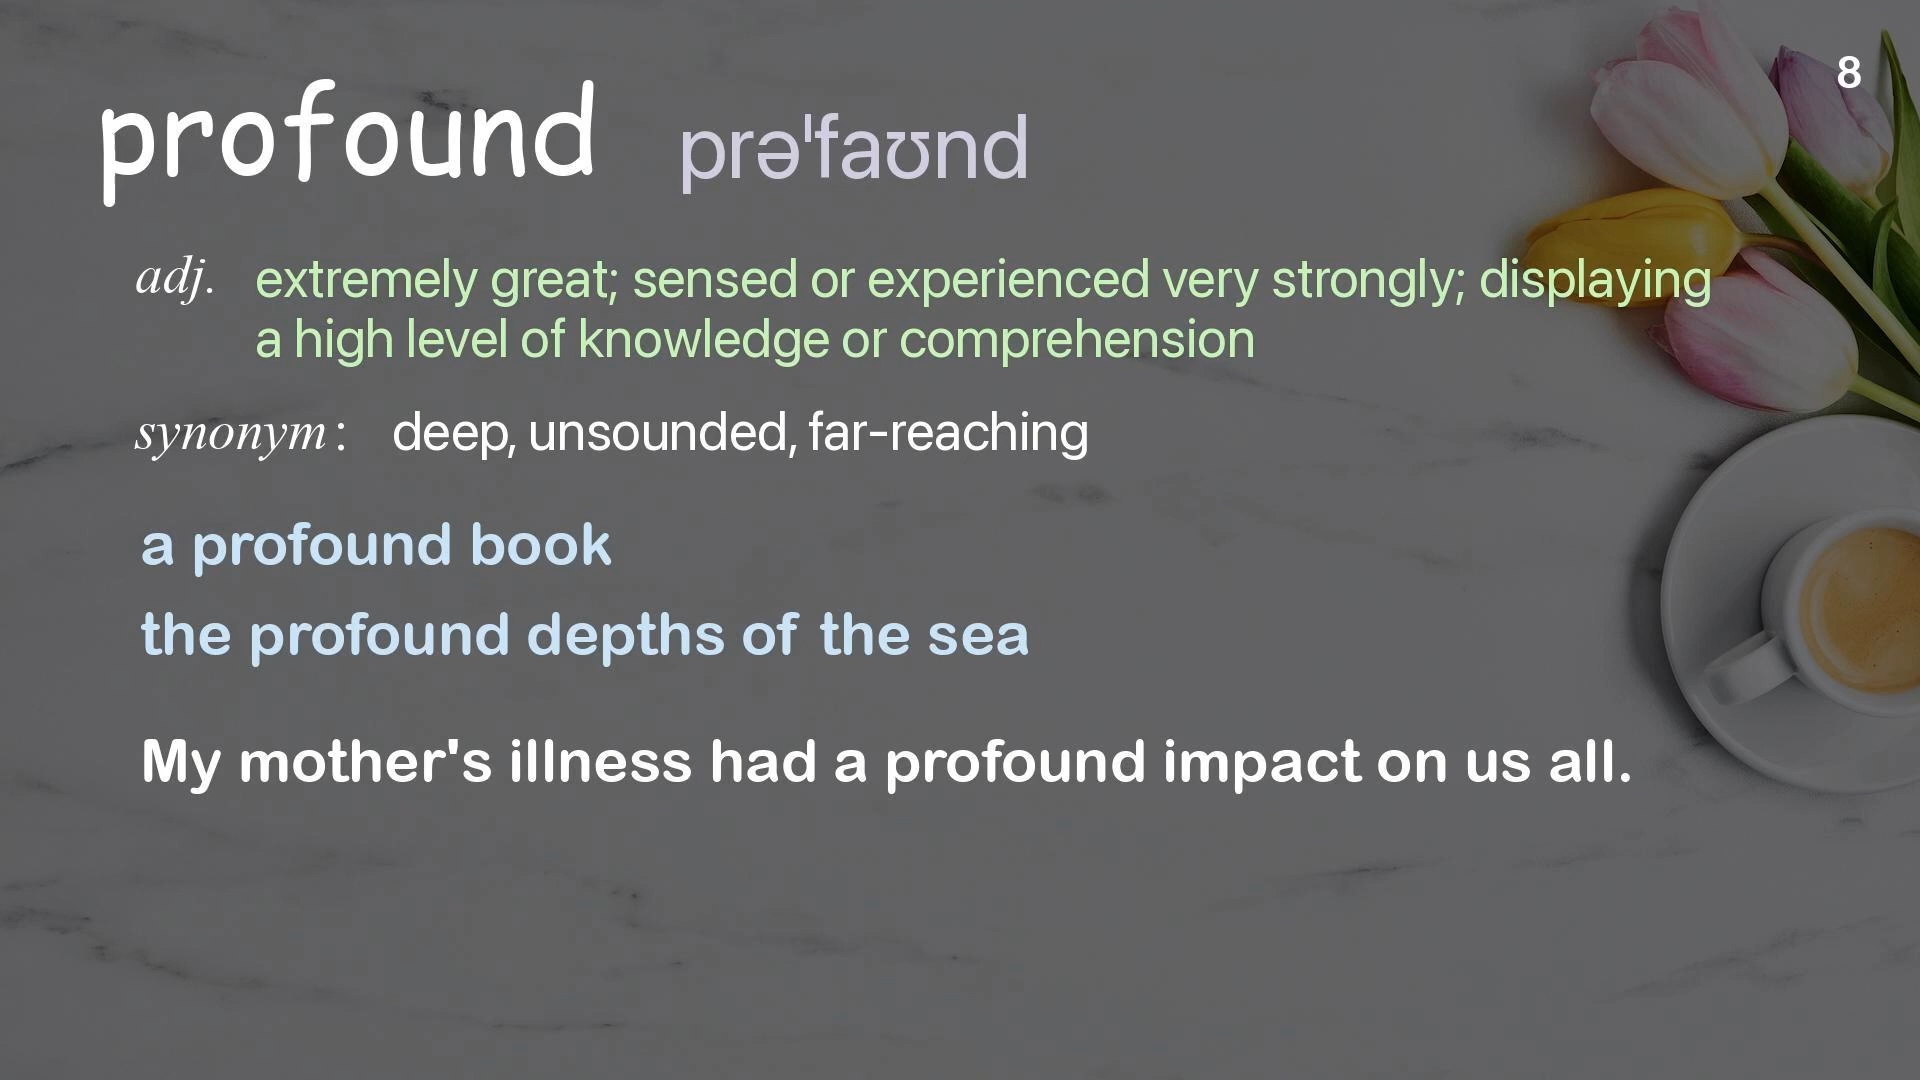 8
profound prəˈfaʊnd
adj. extremely great; sensed or experienced very strongly; displaying
a high level of knowledge or comprehension
synonym: deep, unsounded, far-reaching
a profound book
the profound depths of the sea
My mother's illness had a profound impact on us all.